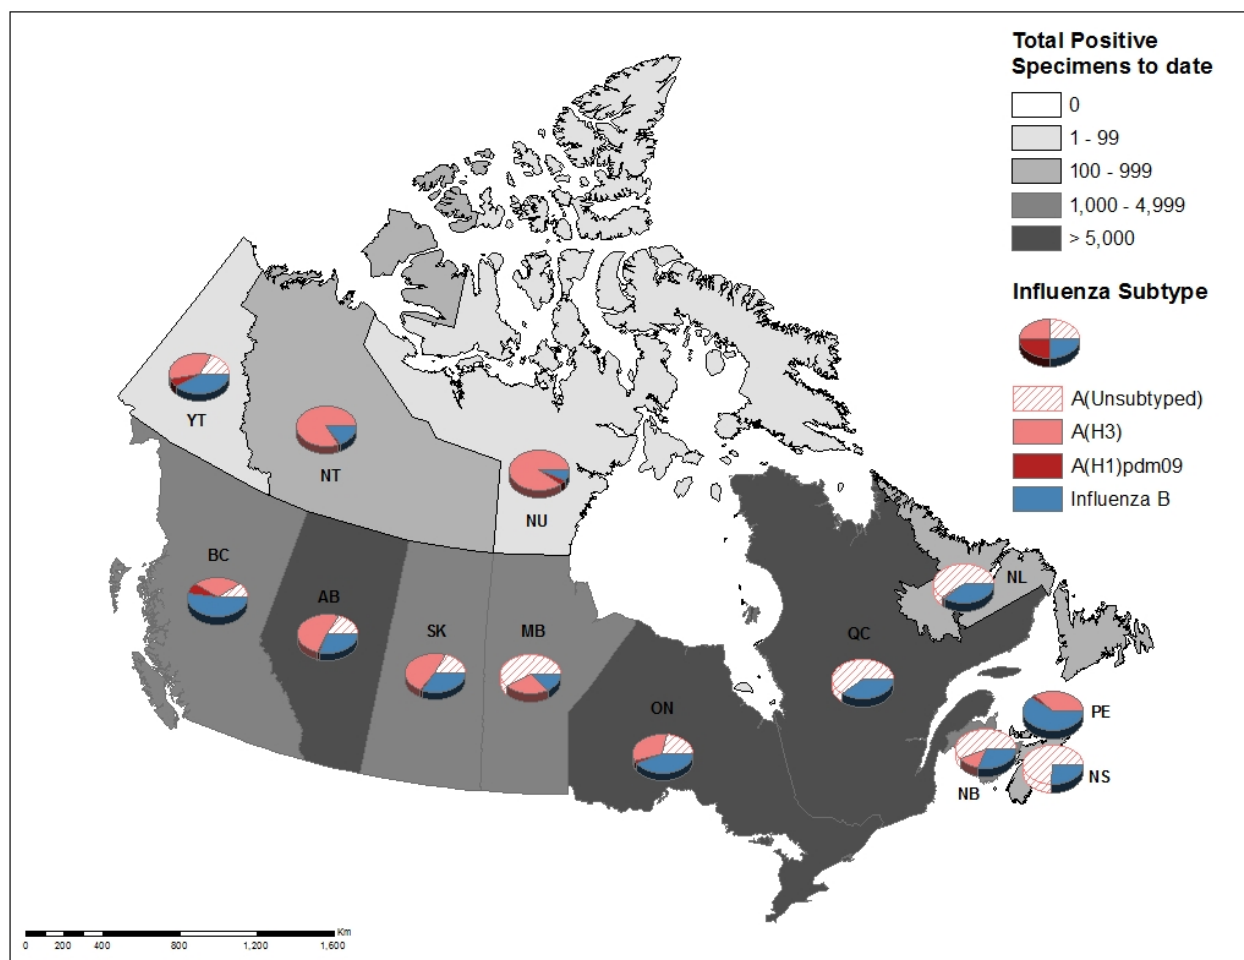 Total Positive
Specimens to date
0
1 - 99
100 - 999
1,000 - 4,999
> 5,000
Influenza Subtype
A(Unsubtyped)
A(H3)
A(H1)pdm09
Influenza B
YT
NT
NU
BC
AB
SK
MB
ON
QC
NL
PE
NB
NS
Km
0 200 400 800 1,200 1,600